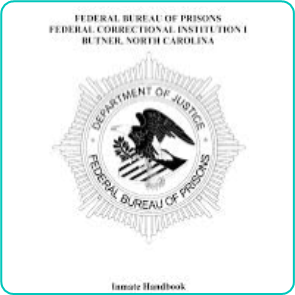 FEDERAL BUREAU OF PRISONS
FEDERAL CORRECTIONAL INSTITUTION I
BUTNER, NORTH CAROLINA
DEPARTMENT OF JUSTICE
FEDERAL BUREAU OF PRISONS
Inmate Handbook